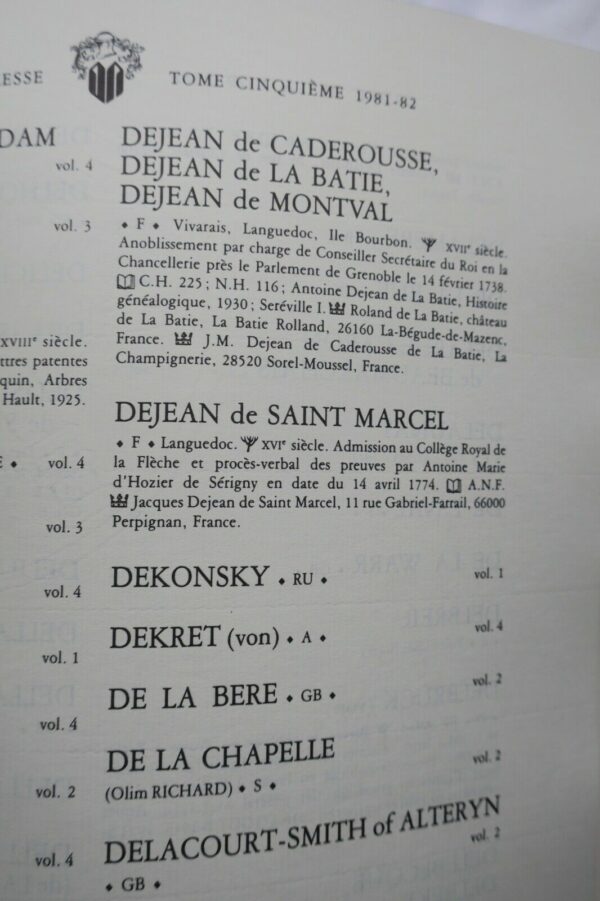 ESSE
TOME CINQUIÈME 1981-82
DAM
vol. 4
vol. 3
XVIIIe siècle.
ttres patentes
quin, Arbres
Hault, 1925.
E ♦ vol. 4
vol. 3
vol. 4
vol. 1
vol. 4
vol. 2
vol. 4
DEJEAN de CADEROUSSE,
DEJEAN de LA BATIE,
DEJEAN de MONTVAL
♦ F ♦ Vivarais, Languedoc, Ile Bourbon. XVIIe siècle.
Anoblissement par charge de Conseiller Secrétaire du Roi en la
Chancellerie près le Parlement de Grenoble le 14 février 1738.
C.H. 225 ; N.H. 116 ; Antoine Dejean de La Batie, Histoire
généalogique, 1930 ; Seréville I. Roland de La Batie, château
de La Batie, La Batie Rolland, 26160 La-Bégude-de-Mazenc,
France. J.M. Dejean de Caderousse de La Batie, La
Champignerie, 28520 Sorel-Moussel, France.
DEJEAN de SAINT MARCEL
♦ F ♦ Languedoc. XVIe siècle. Admission au Collège Royal de
la Flèche et procès-verbal des preuves par Antoine Marie
d'Hozier de Sérigny en date du 14 avril 1774. A.N.F.
Jacques Dejean de Saint Marcel, 11 rue Gabriel-Farrail, 66000
Perpignan, France.
DEKONSKY ♦ RU ♦ vol. 1
DEKRET (von) ♦ A ♦ vol. 4
DE LA BERE ♦ GB ♦ vol. 2
DE LA CHAPELLE
(Olim RICHARD) ♦ S ♦ vol. 2
DELACOURT-SMITH of ALTERYN
♦ GB ♦ vol. 2